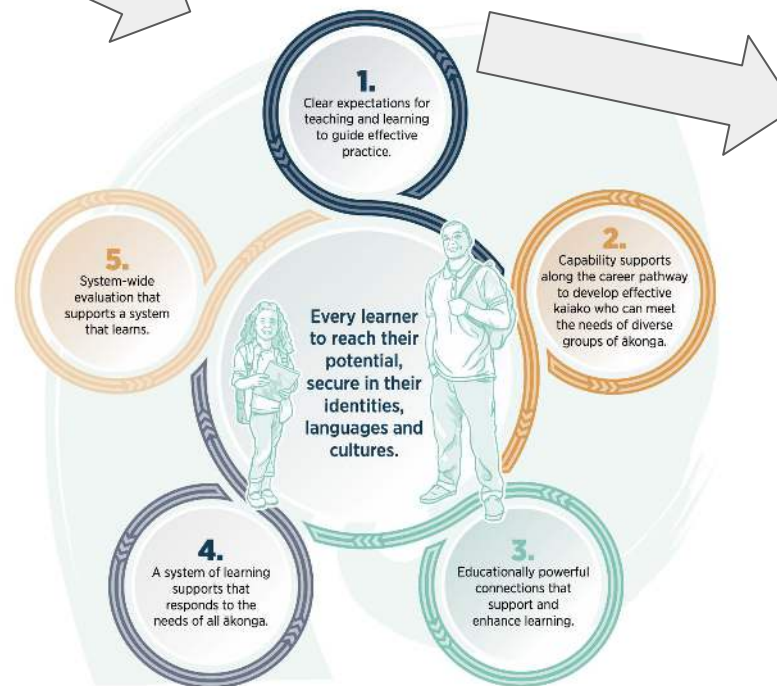 1.
Clear expectations for
teaching and learning
to guide effective
practice.
2.
Capability supports
along the career pathway
to develop effective
kaiako who can meet
the needs of diverse
groups of ākonga.
3.
Educationally powerful
connections that
support and
enhance learning.
4.
A system of learning
supports that
responds to the
needs of all ākonga.
5.
System-wide
evaluation that
supports a system
that learns.
Every learner
to reach their
potential,
secure in their
identities,
languages and
cultures.